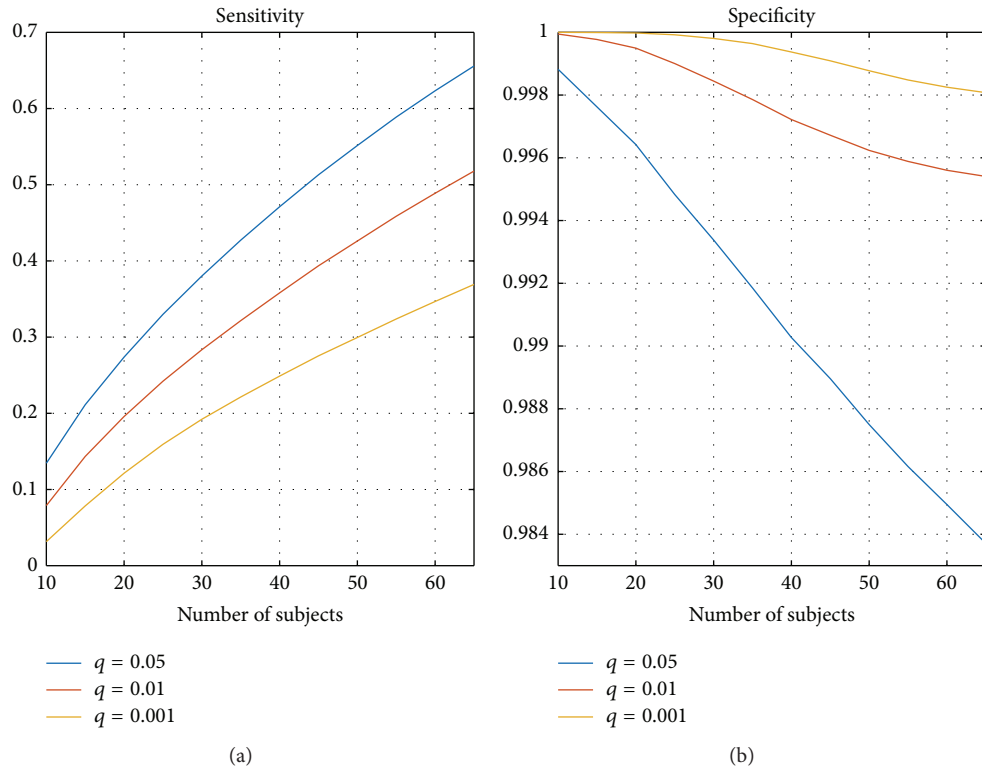 Sensitivity
0.7
0.6
0.5
0.4
0.3
0.2
0.1
0
10 20 30 40 50 60
Number of subjects
q = 0.05
q = 0.01
q = 0.001
(a)
Specificity
1
0.998
0.996
0.994
0.992
0.99
0.988
0.986
0.984
10 20 30 40 50 60
Number of subjects
q = 0.05
q = 0.01
q = 0.001
(b)